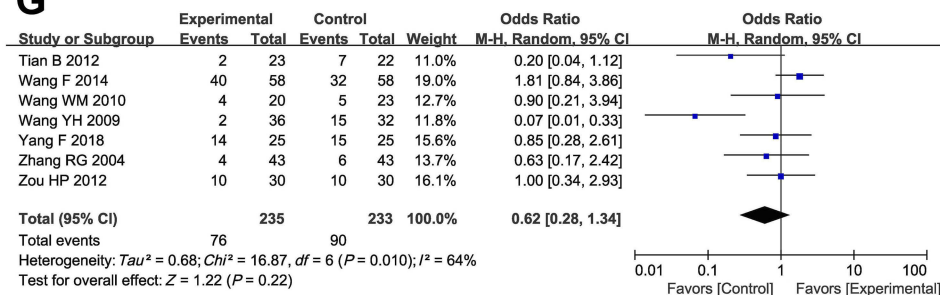 G
Experimental Control Odds Ratio Odds Ratio
Study or Subgroup Events Total Events Total Weight M-H, Random, 95% CI M-H, Random, 95% CI
Tian B 2012 2 23 7 22 11.0% 0.20 [0.04, 1.12]
Wang F 2014 40 58 32 58 19.0% 1.81 [0.84, 3.86]
Wang WM 2010 4 20 5 23 12.7% 0.90 [0.21, 3.94]
Wang YH 2009 2 36 15 32 11.8% 0.07 [0.01, 0.33]
Yang F 2018 14 25 15 25 15.6% 0.85 [0.28, 2.61]
Zhang RG 2004 4 43 6 43 13.7% 0.63 [0.17, 2.42]
Zou HP 2012 10 30 10 30 16.1% 1.00 [0.34, 2.93]
Total (95% CI) 235 233 100.0% 0.62 [0.28, 1.34]
Total events 76 90
Heterogeneity: Tau² = 0.68; Chi² = 16.87, df = 6 (P = 0.010); I² = 64%
Test for overall effect: Z = 1.22 (P = 0.22)
0.01 0.1 1 10 100
Favors [Control] Favors [Experimental]